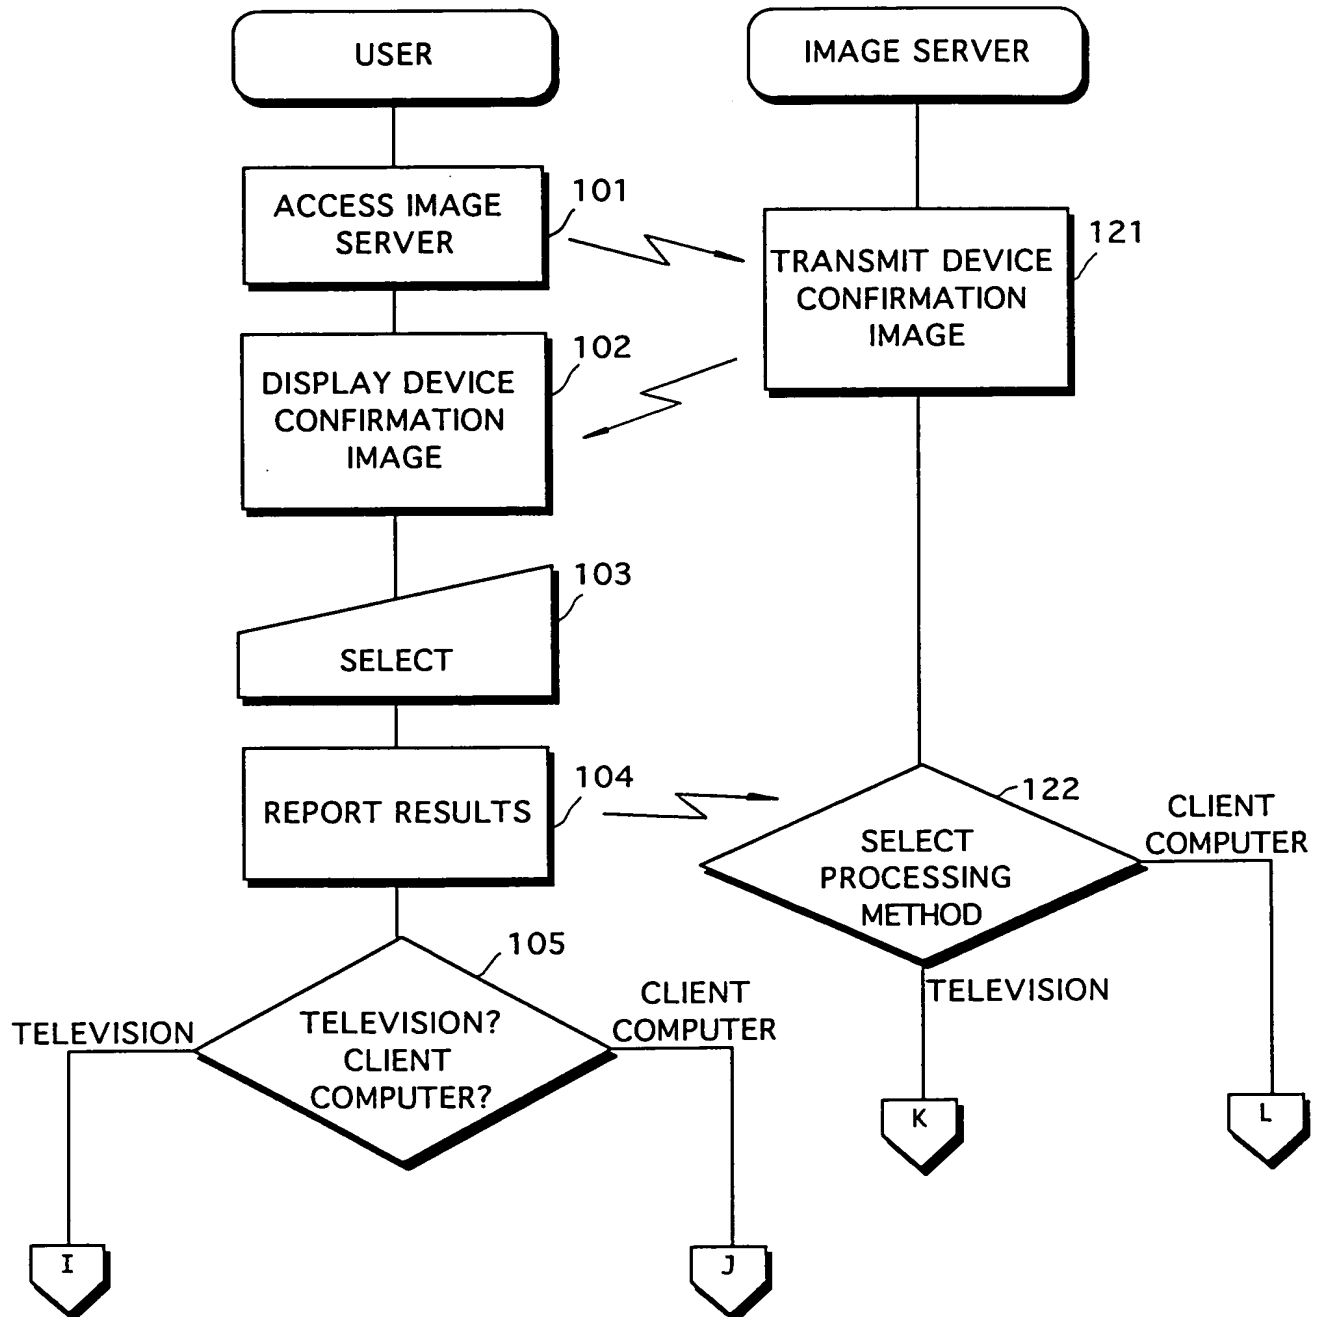 USER
IMAGE SERVER
ACCESS IMAGE
SERVER
101
TRANSMIT DEVICE
CONFIRMATION
IMAGE
121
DISPLAY DEVICE
CONFIRMATION
IMAGE
102
SELECT
103
REPORT RESULTS
104
SELECT
PROCESSING
METHOD
122
CLIENT
COMPUTER
TELEVISION
TELEVISION?
CLIENT
COMPUTER?
105
TELEVISION
CLIENT
COMPUTER
K
L
I
J